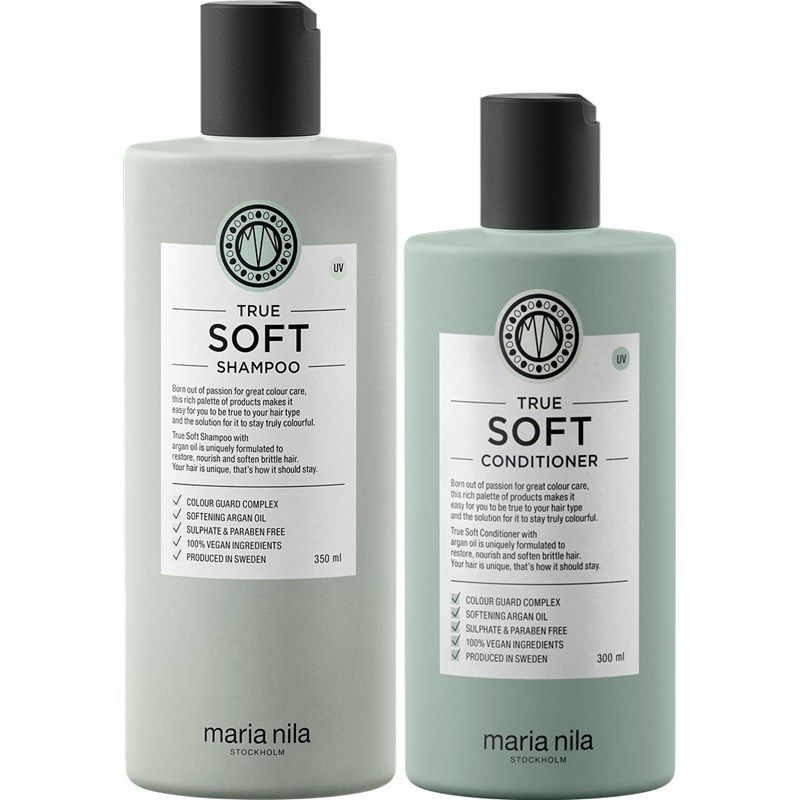 UV
TRUE
SOFT
SHAMPOO
Born out of passion for great colour care,
this rich palette of products makes it
easy for you to be true to your hair type
and the solution for it to stay truly colourful.
True Soft Shampoo with
argan oil is uniquely formulated to
restore, nourish and soften brittle hair.
Your hair is unique, that's how it should stay.
COLOUR GUARD COMPLEX
SOFTENING ARGAN OIL
SULPHATE & PARABEN FREE
100% VEGAN INGREDIENTS
PRODUCED IN SWEDEN
350 ml
maria nila
STOCKHOLM
UV
TRUE
SOFT
CONDITIONER
Born out of passion for great colour care,
this rich palette of products makes it
easy for you to be true to your hair type
and the solution for it to stay truly colourful.
True Soft Conditioner with
argan oil is uniquely formulated to
restore, nourish and soften brittle hair.
Your hair is unique, that's how it should stay.
COLOUR GUARD COMPLEX
SOFTENING ARGAN OIL
SULPHATE & PARABEN FREE
100% VEGAN INGREDIENTS
PRODUCED IN SWEDEN
300 ml
maria nila
STOCKHOLM